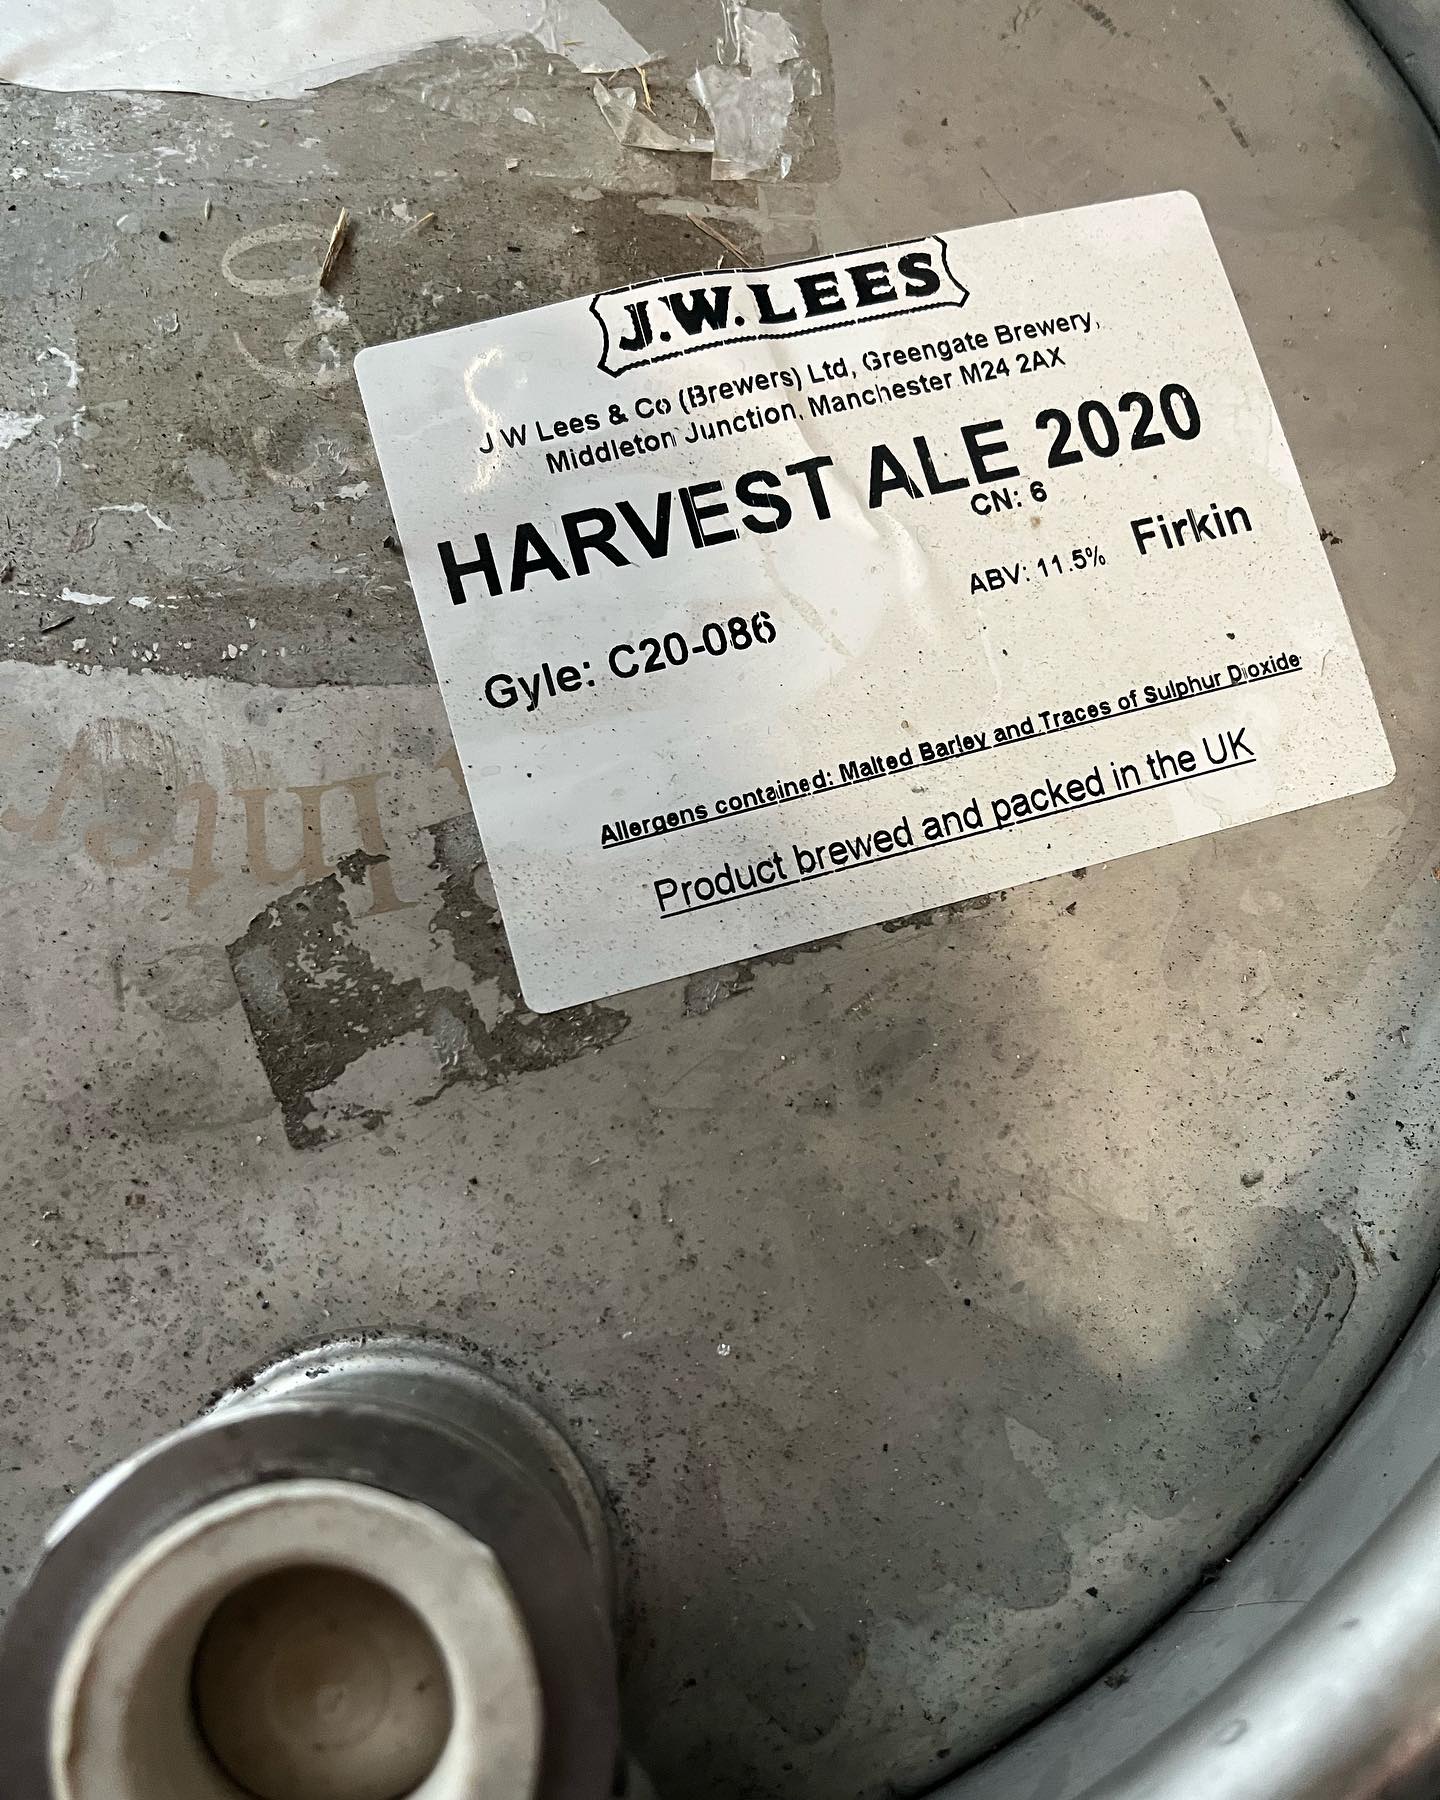 J.W. LEES
J W Lees & Co (Brewers) Ltd, Greengate Brewery,
Middleton Junction, Manchester M24 2AX
HARVEST ALE 2020
CN: 6
ABV: 11.5% Firkin
Gyle: C20-086
Allergens contained: Malted Barley and Traces of Sulphur Dioxide
Product brewed and packed in the UK